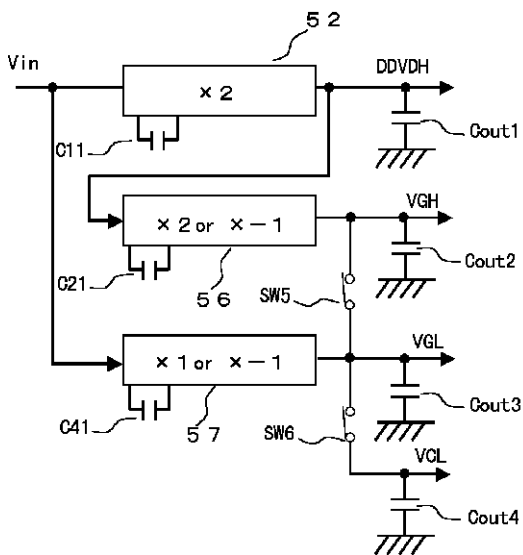 52
Vin
×2
DDVDH
C11
Cout1
×2 or ×-1
VGH
C21
56
SW5
Cout2
×1 or ×-1
VGL
C41
57
SW6
Cout3
VCL
Cout4